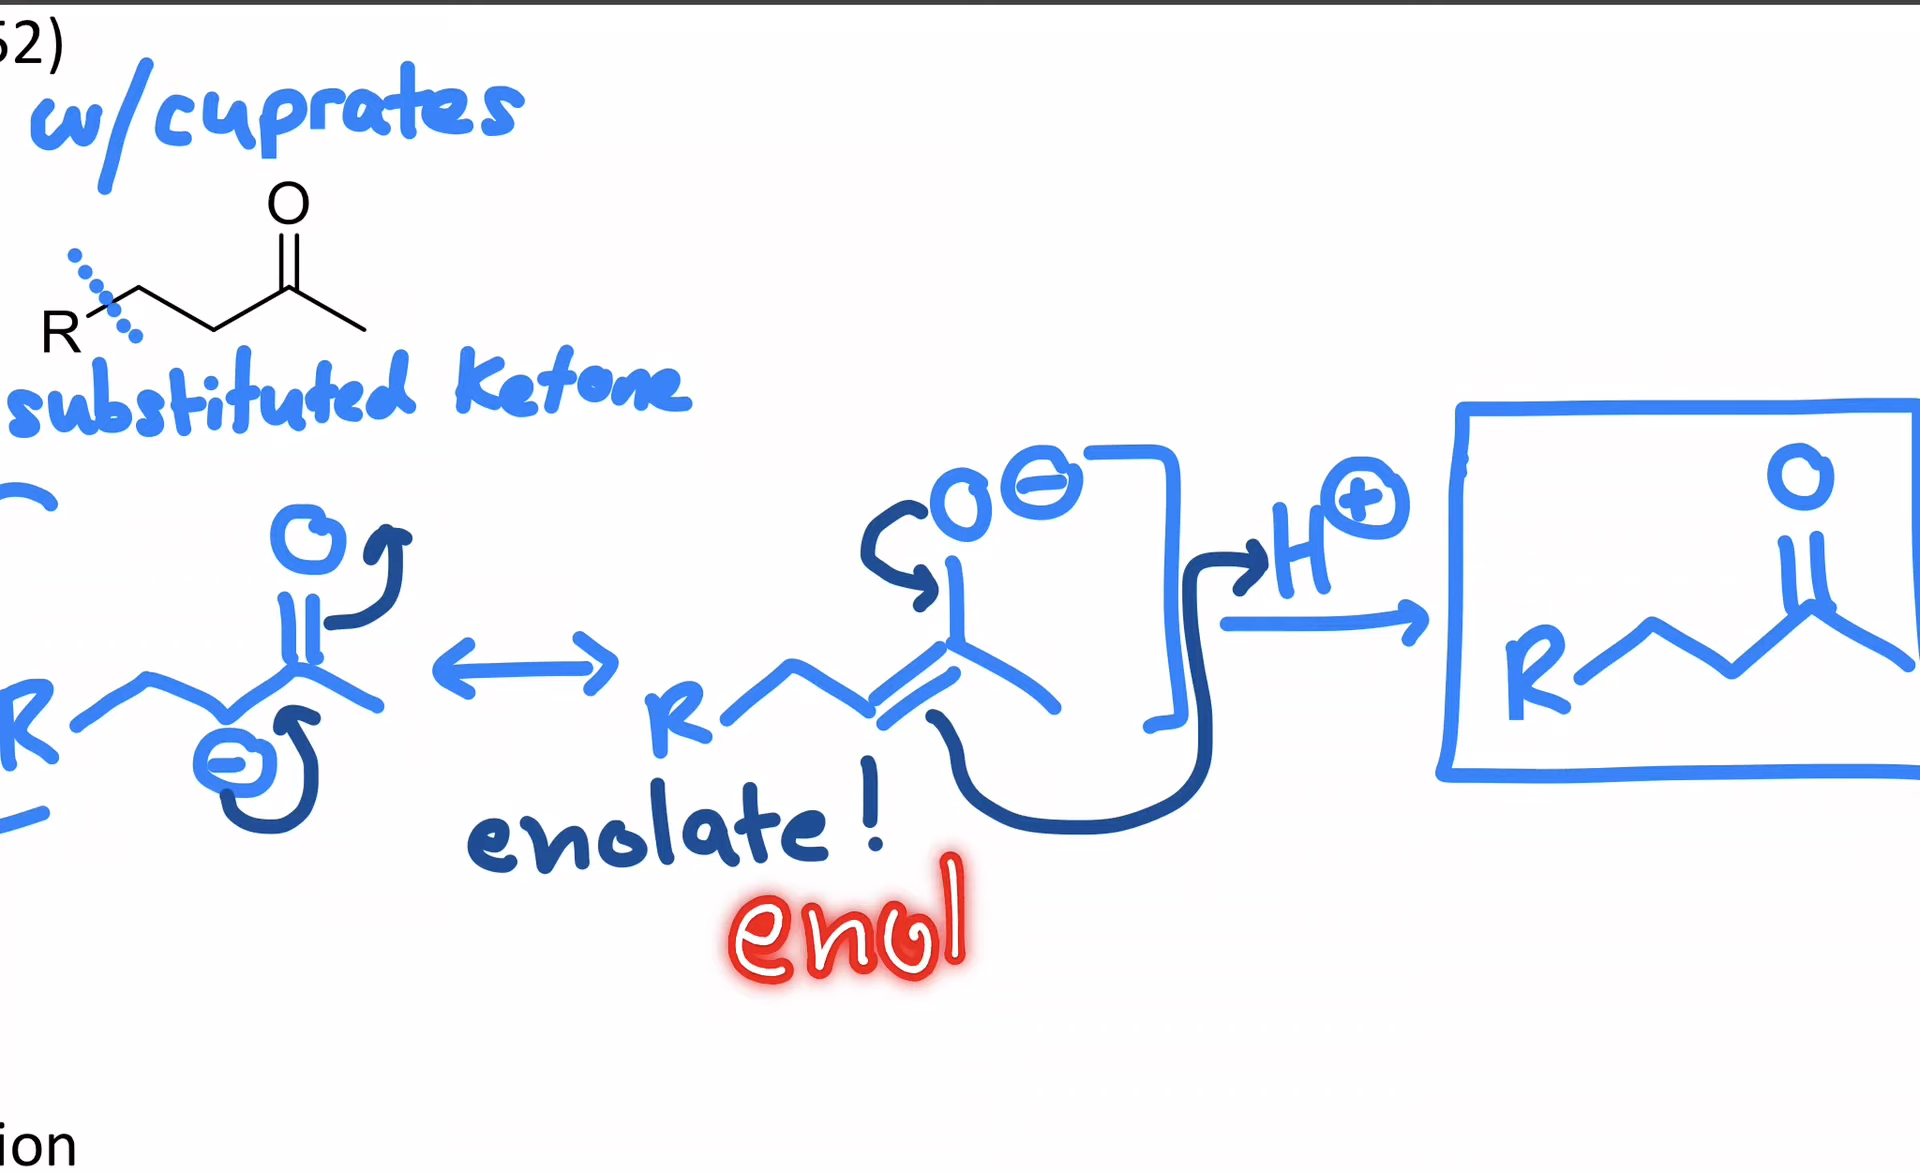 52)
w/cuprates
O
R
substituted Ketone
O
R
⊖
O⊖
R
H⊕
O
R
enolate!
enol
ion